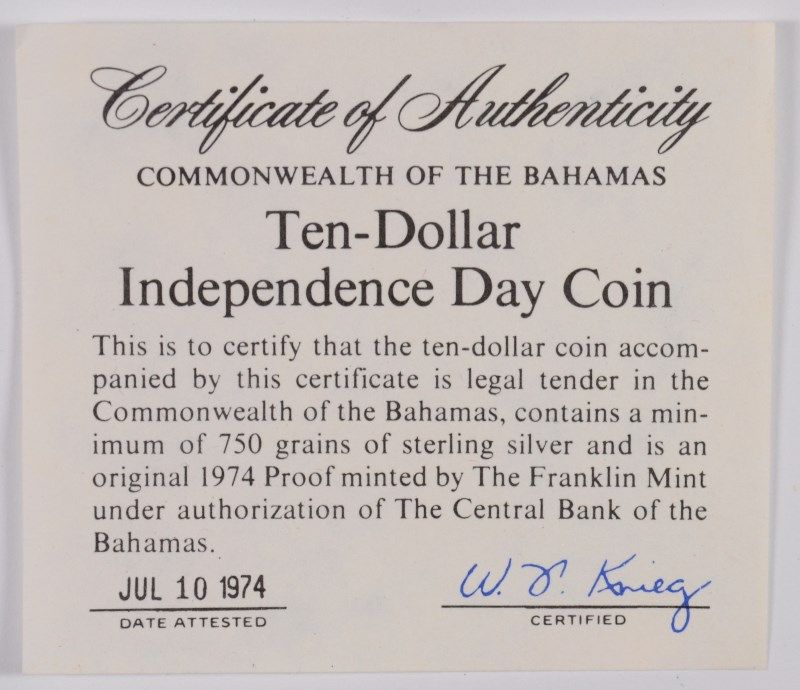 Certificate of Authenticity
COMMONWEALTH OF THE BAHAMAS
Ten-Dollar
Independence Day Coin
This is to certify that the ten-dollar coin accom-
panied by this certificate is legal tender in the
Commonwealth of the Bahamas, contains a min-
imum of 750 grains of sterling silver and is an
original 1974 Proof minted by The Franklin Mint
under authorization of The Central Bank of the
Bahamas.
JUL 10 1974 W. Krieg
DATE ATTESTED CERTIFIED